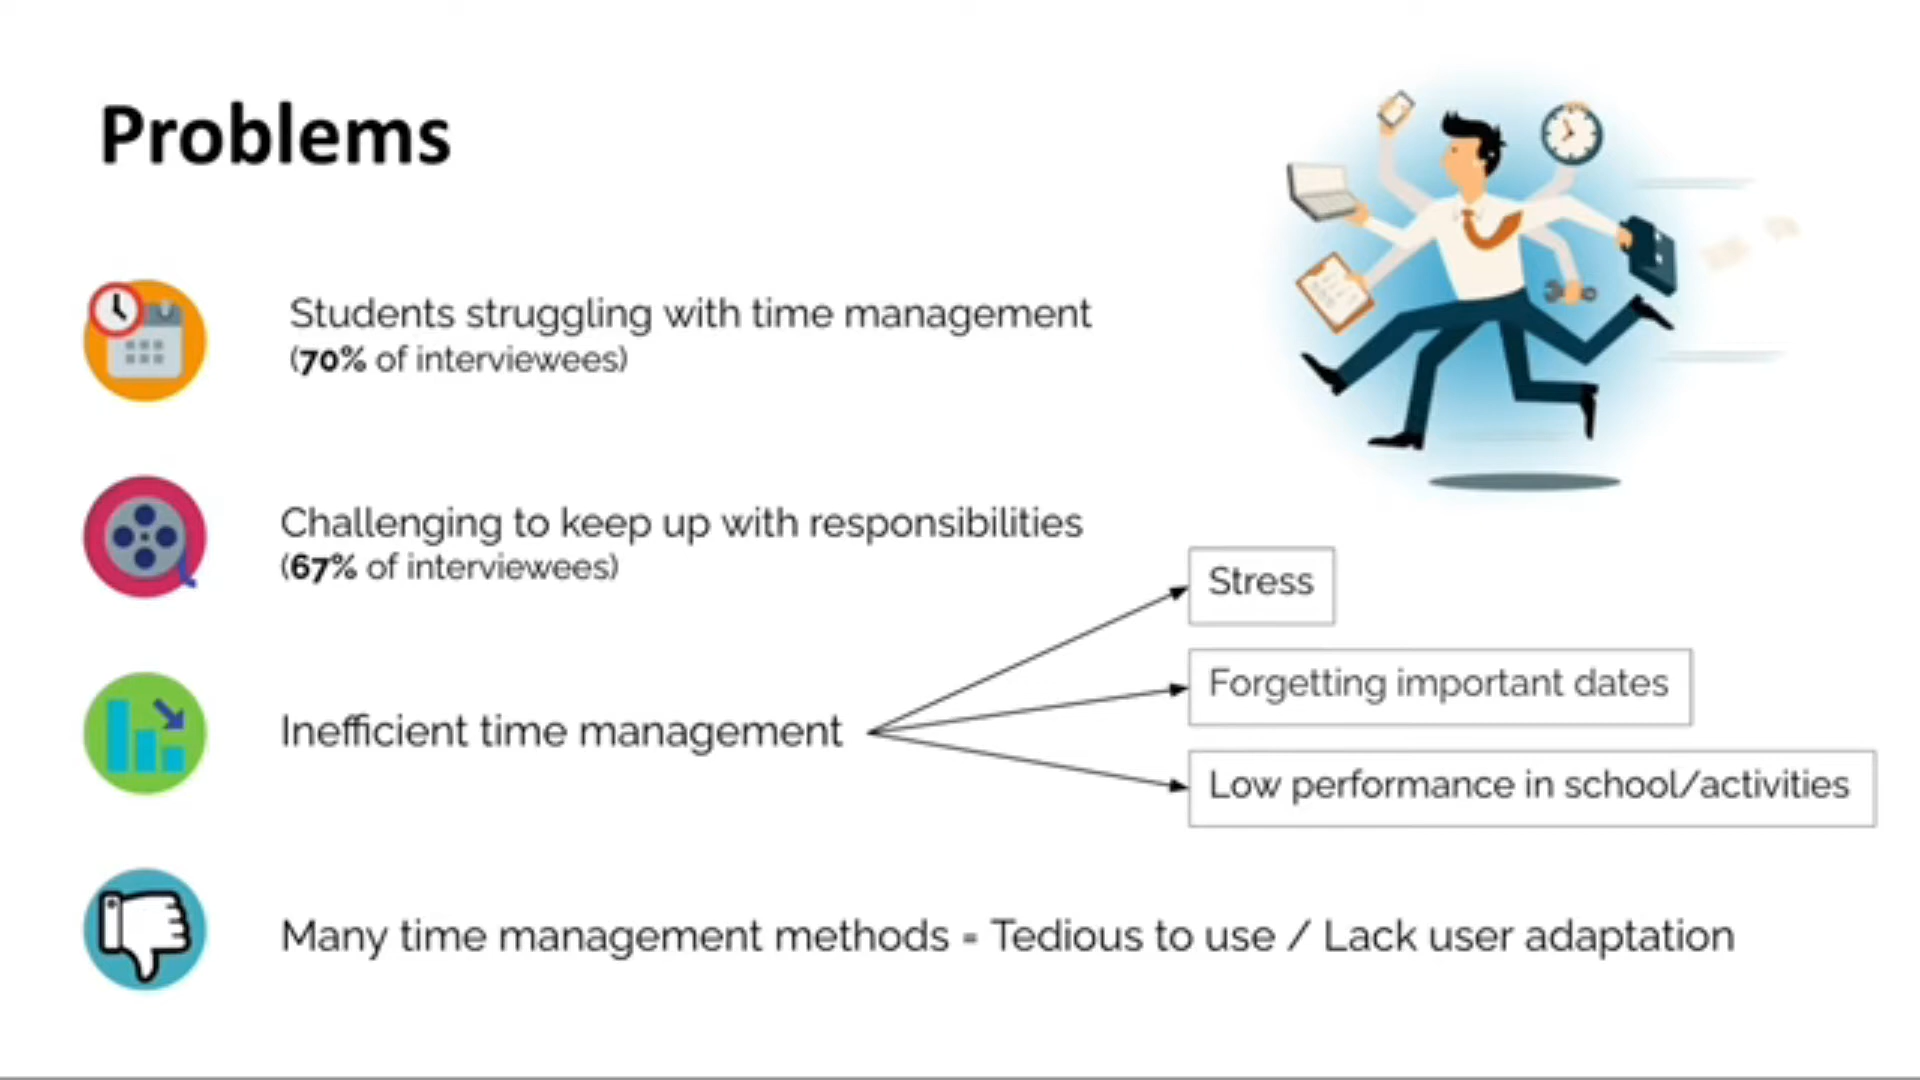 Problems
Students struggling with time management
(70% of interviewees)
Challenging to keep up with responsibilities
(67% of interviewees)
Inefficient time management
Stress
Forgetting important dates
Low performance in school/activities
Many time management methods = Tedious to use / Lack user adaptation